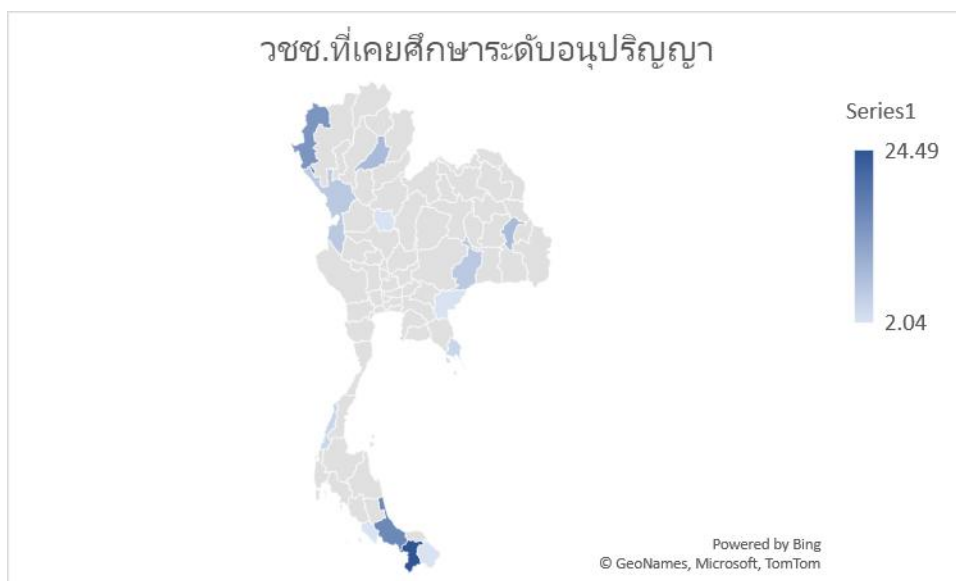 วชช.ที่เคยศึกษาระดับอนุปริญญา
Series1
24.49
2.04
Powered by Bing
© GeoNames, Microsoft, TomTom